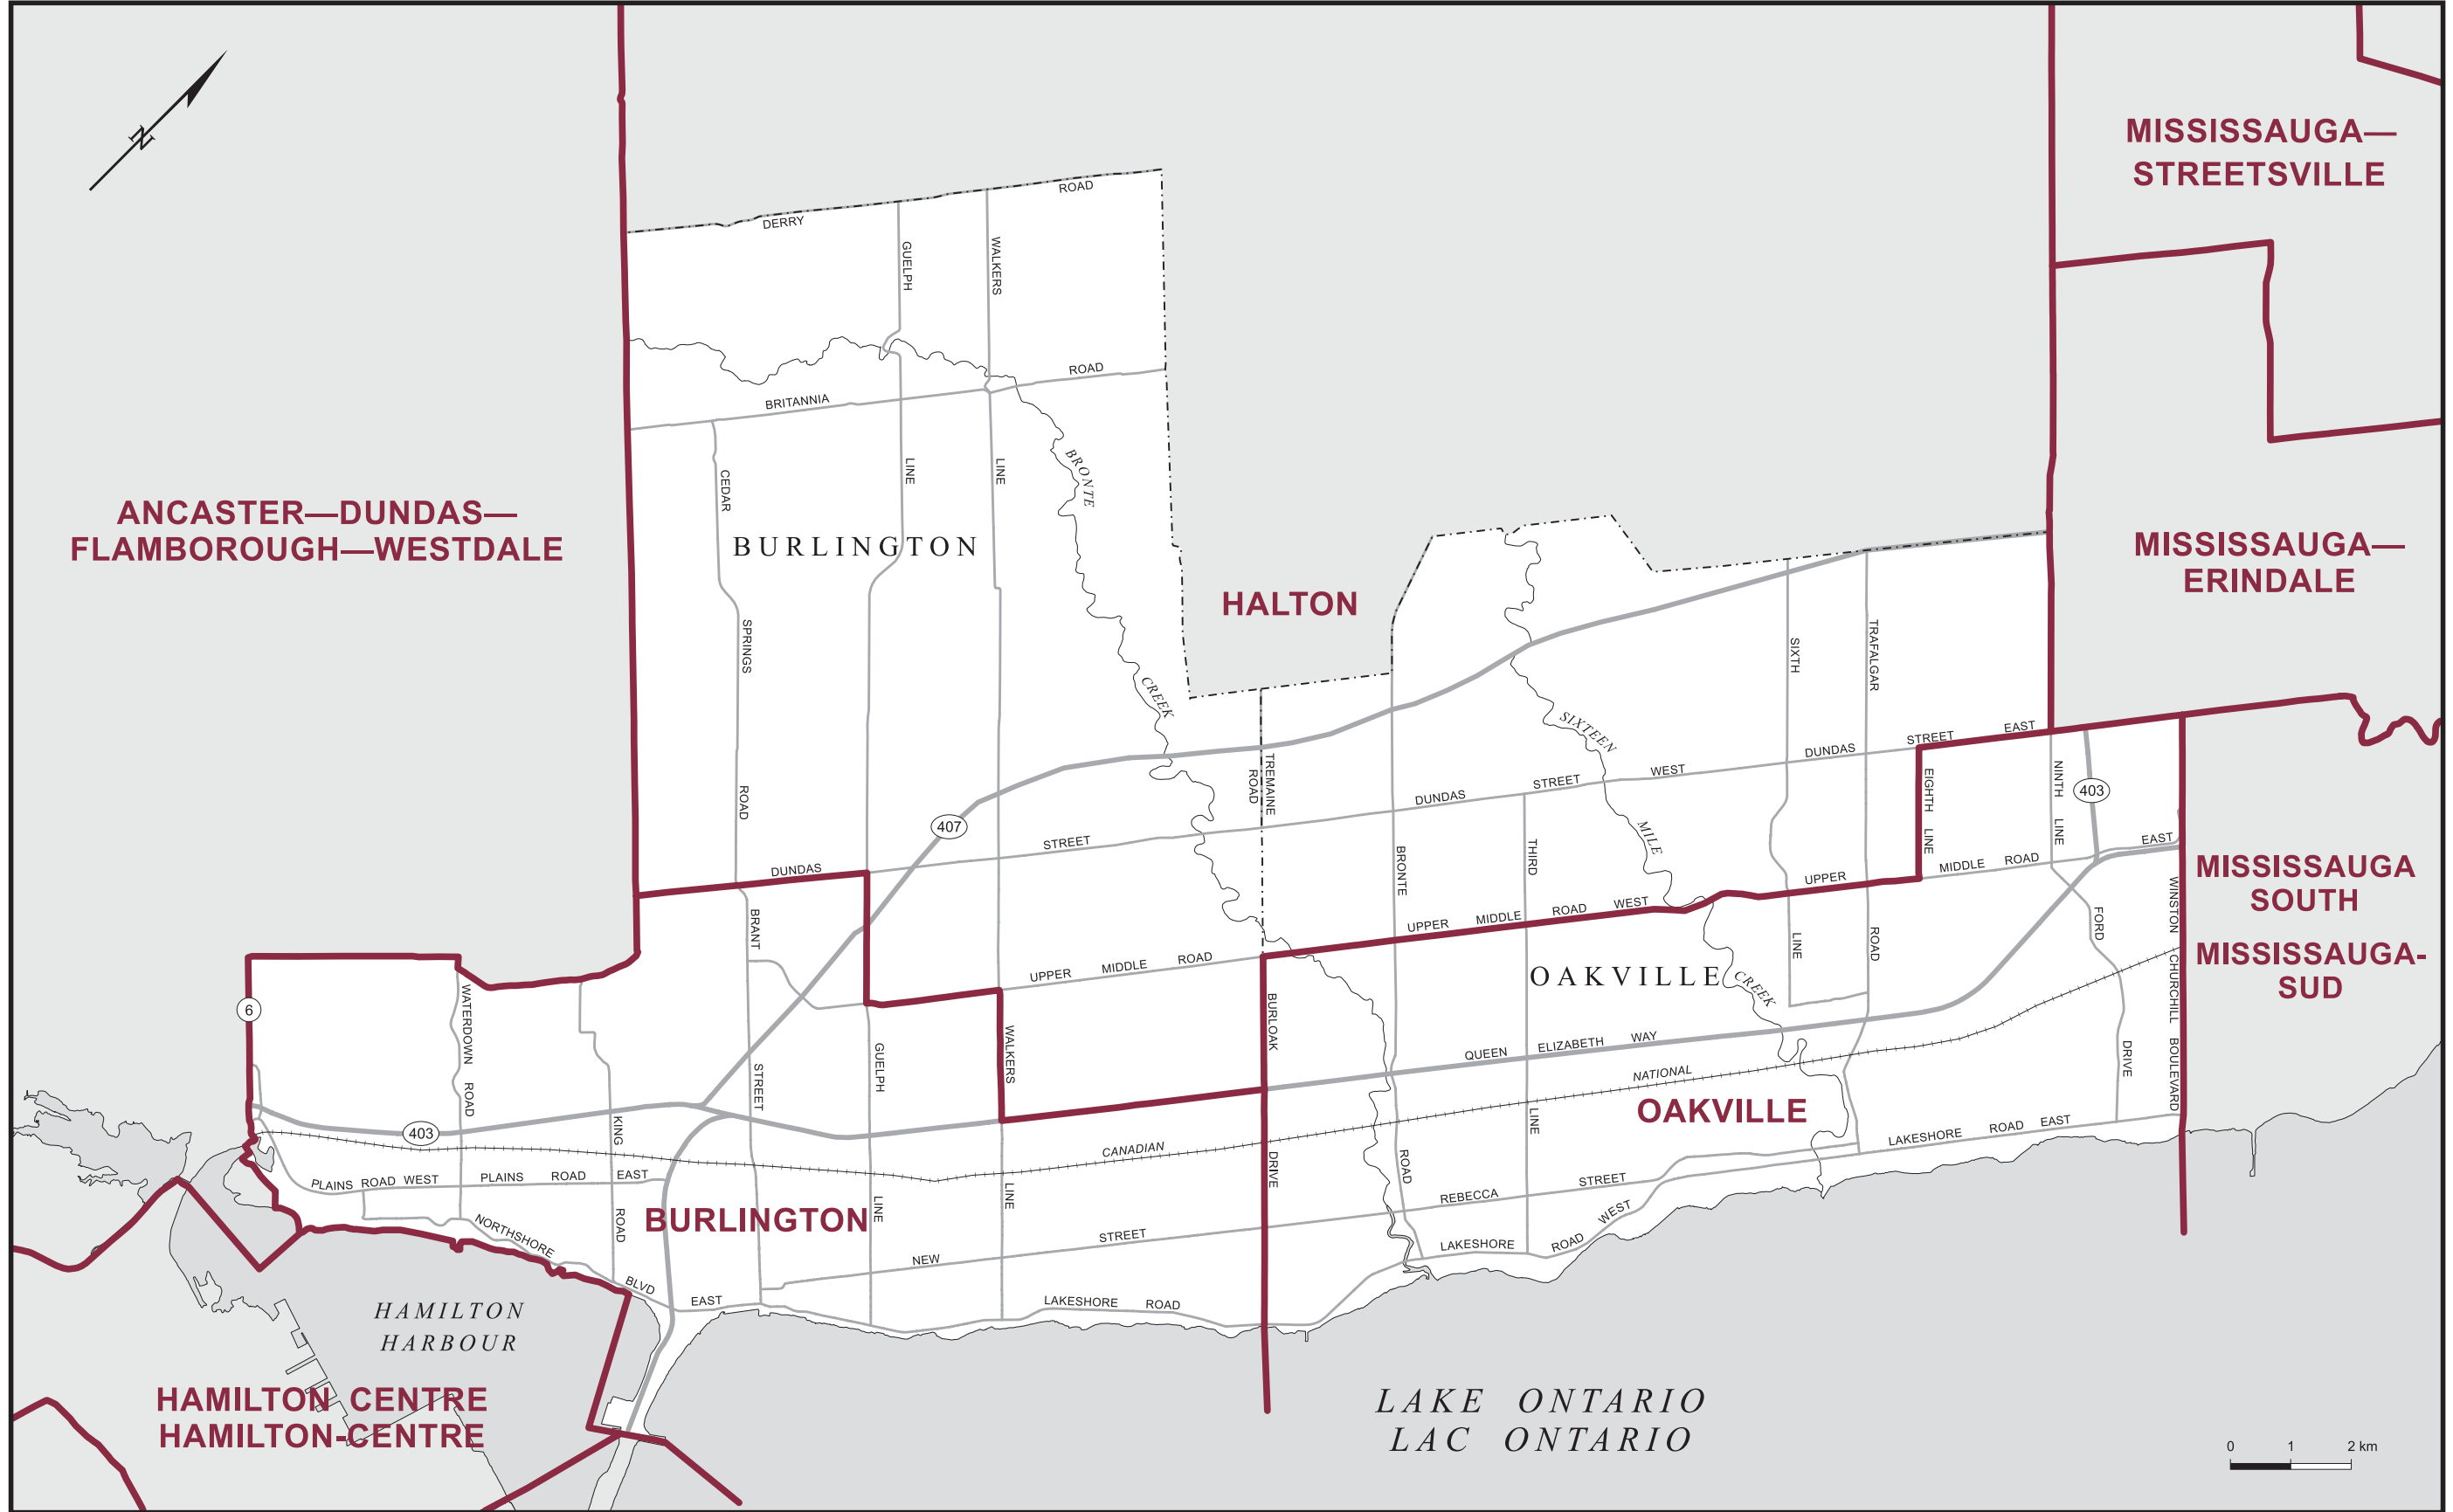 N
MISSISSAUGA—
STREETSVILLE
ROAD
DERRY
GUELPH
WALKERS
ROAD
BRITANNIA
BRONTE
LINE
LINE
CEDAR
ANCASTER—DUNDAS—
FLAMBOROUGH—WESTDALE
BURLINGTON
MISSISSAUGA—
ERINDALE
HALTON
SPRINGS
SIXTH
TRAFALGAR
CREEK
SIXTEEN
EAST
STREET
DUNDAS
WEST
STREET
DUNDAS
TREMAINE
ROAD
EIGHTH
LINE
NINTH
LINE
403
ROAD
407
STREET
MILE
BRONTE
THIRD
EAST
ROAD
MIDDLE
DUNDAS
UPPER
MISSISSAUGA
SOUTH
MISSISSAUGA-
SUD
WINSTON
CHURCHILL
BOULEVARD
WEST
ROAD
MIDDLE
UPPER
BRANT
FORD
LINE
ROAD
ROAD
MIDDLE
UPPER
OAKVILLE
CREEK
6
WATERDOWN
ROAD
BURLOAK
WALKERS
GUELPH
STREET
QUEEN
ELIZABETH
WAY
DRIVE
NATIONAL
OAKVILLE
LINE
403
KING
CANADIAN
LAKESHORE
ROAD
EAST
DRIVE
ROAD
PLAINS
ROAD
WEST
PLAINS
ROAD
EAST
REBECCA
STREET
LINE
LINE
ROAD
BURLINGTON
NORTHSHORE
WEST
NEW
STREET
LAKESHORE
ROAD
BLVD
EAST
LAKESHORE
ROAD
HAMILTON
HARBOUR
HAMILTON CENTRE
HAMILTON-CENTRE
LAKE ONTARIO
LAC ONTARIO
0 1 2 km